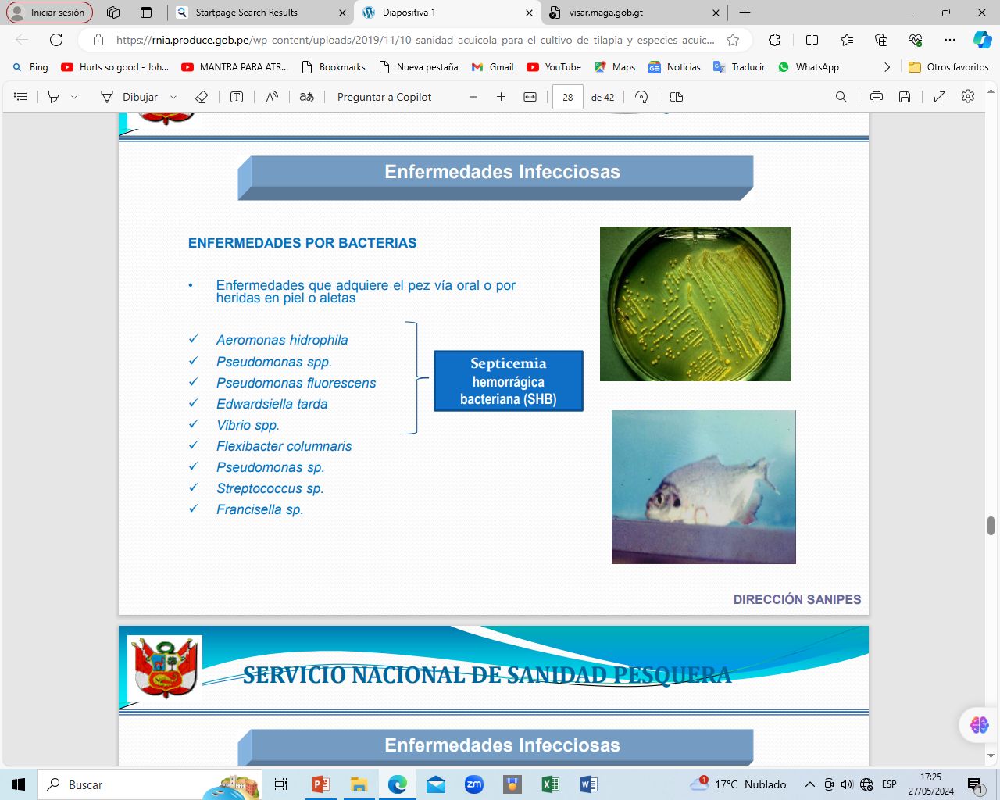 Iniciar sesión
Startpage Search Results
Diapositiva 1
visar.maga.gob.gt
https://rnia.produce.gob.pe/wp-content/uploads/2019/11/10_sanidad_acuicola_para_el_cultivo_de_tilapia_y_especies_acuic...
Bing
Hurts so good - Joh...
MANTRA PARA ATR...
Bookmarks
Nueva pestaña
Gmail
YouTube
Maps
Noticias
Traducir
WhatsApp
Otros favoritos
Dibujar
Preguntar a Copilot
28
de 42
Enfermedades Infecciosas
ENFERMEDADES POR BACTERIAS
• Enfermedades que adquiere el pez vía oral o por
heridas en piel o aletas
✓ Aeromonas hidrophila
✓ Pseudomonas spp.
✓ Pseudomonas fluorescens
✓ Edwardsiella tarda
✓ Vibrio spp.
✓ Flexibacter columnaris
✓ Pseudomonas sp.
✓ Streptococcus sp.
✓ Francisella sp.
Septicemia
hemorrágica
bacteriana (SHB)
DIRECCIÓN SANIPES
SERVICIO NACIONAL DE SANIDAD PESQUERA
Enfermedades Infecciosas
Buscar
zm
1
17°C Nublado
ESP
17:25
27/05/2024
1